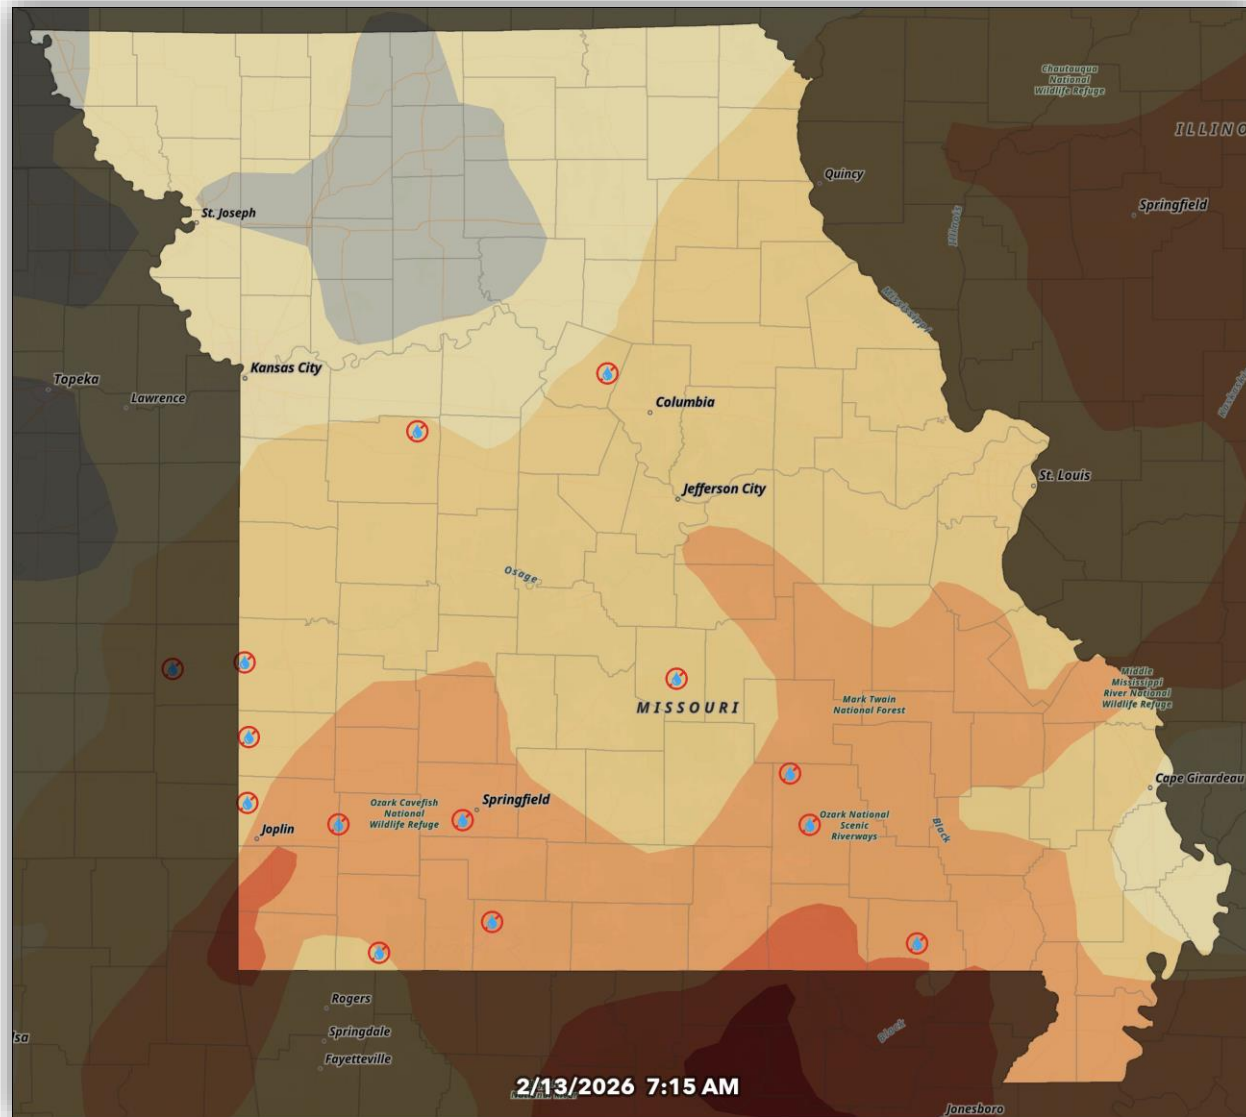 Chautauqua
National
Wildlife Refuge
ILLINO
Quincy
Springfield
Illinois
St. Joseph
Mississippi
Kansas City
Topeka
Lawrence
Kaskaski
Columbia
St. Louis
Jefferson City
Osage
Middle
Mississippi
River National
Wildlife Refuge
MISSOURI
Mark Twain
National Forest
Cape Girardeau
Springfield
Ozark Cavefish
National
Wildlife Refuge
Ozark National
Scenic
Riverways
Black
Joplin
Rogers
Springdale
Fayetteville
lsa
Black
2/13/2026 7:15 AM
Jonesboro